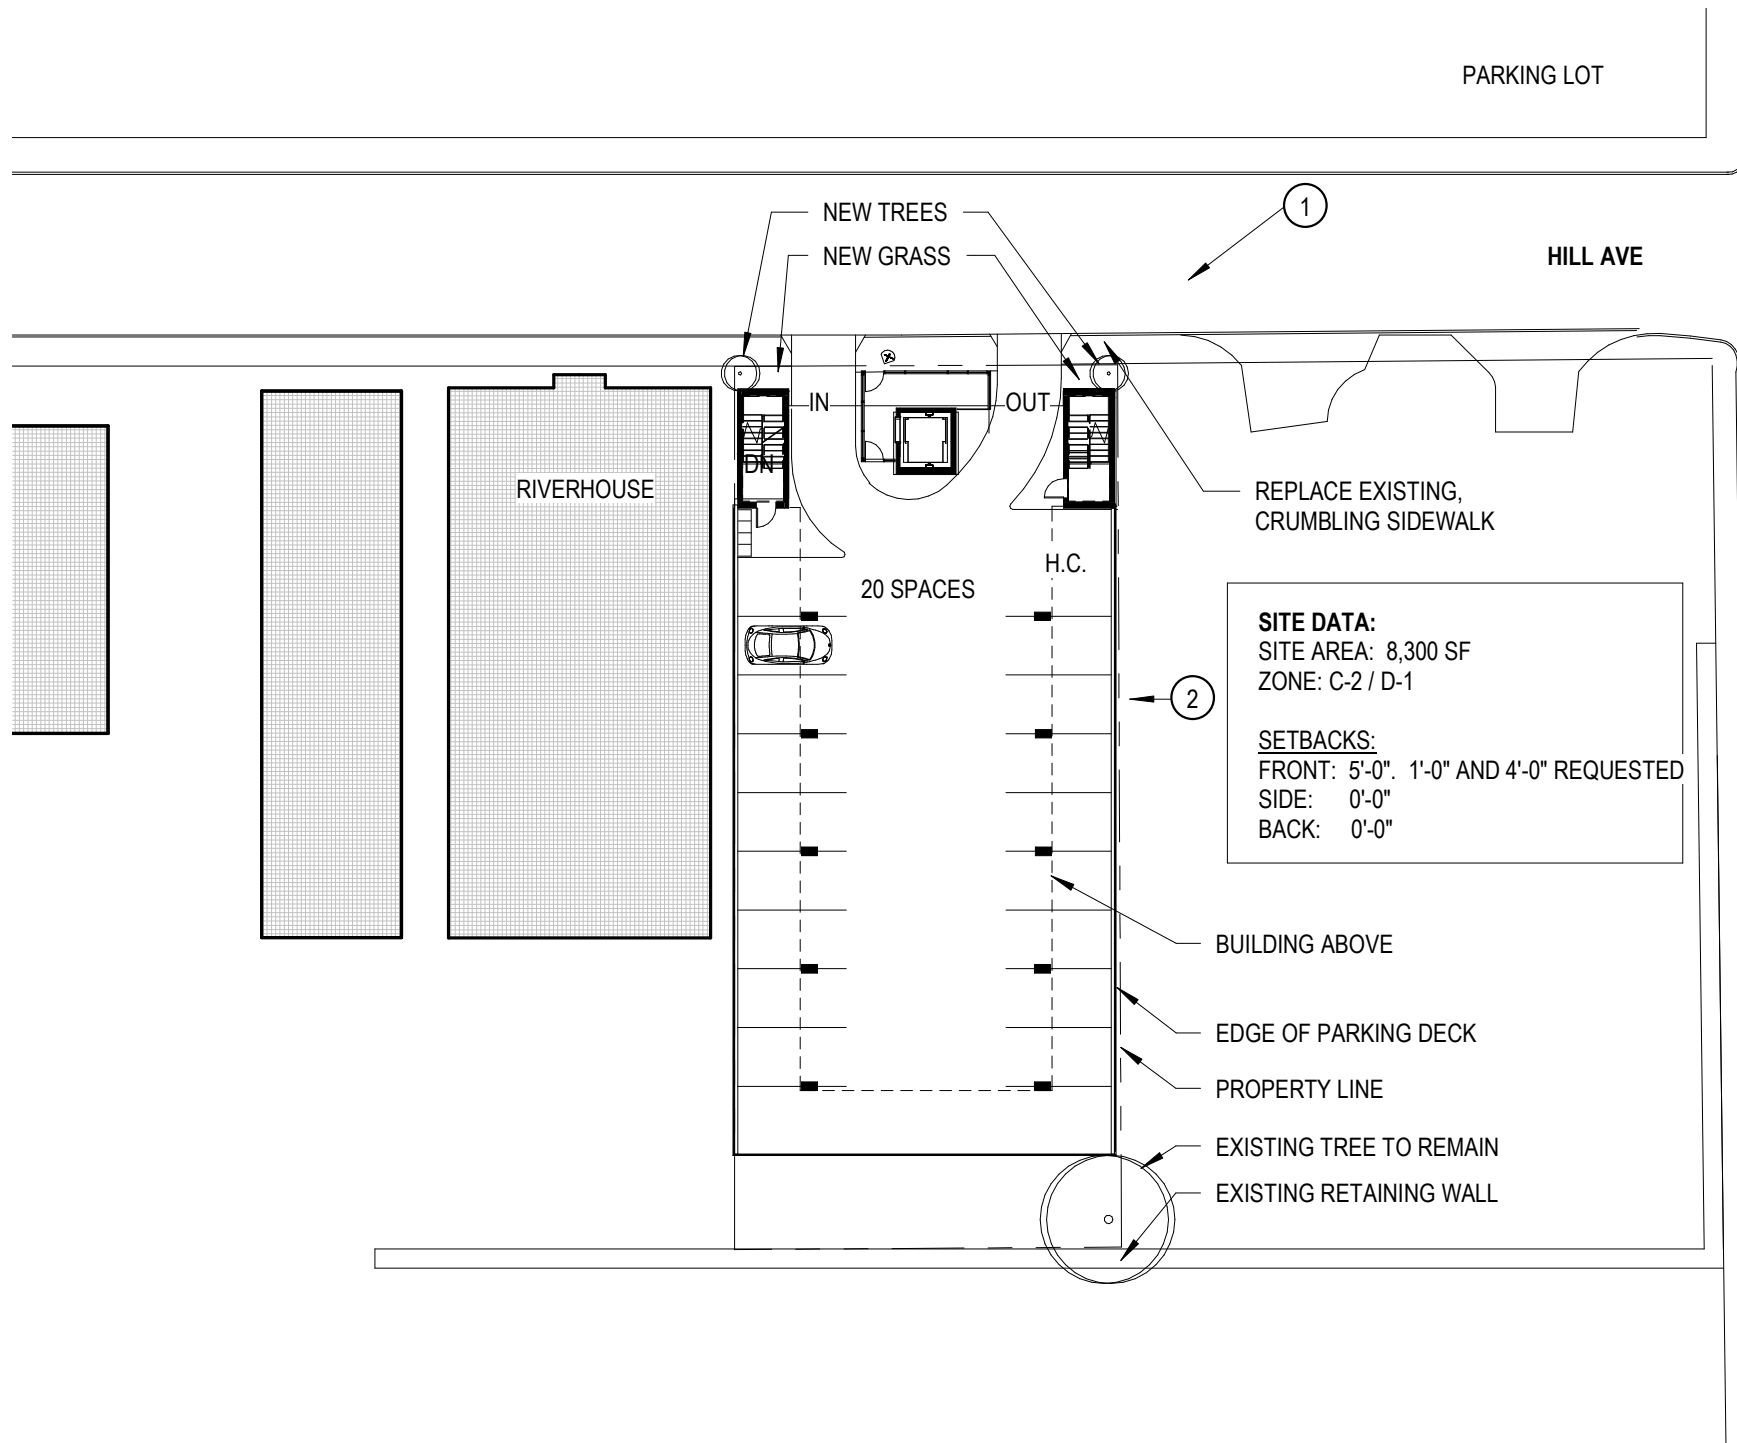 PARKING LOT
NEW TREES
1
NEW GRASS
HILL AVE
IN
OUT
DN
RIVERHOUSE
REPLACE EXISTING,
CRUMBLING SIDEWALK
H.C.
20 SPACES
SITE DATA:
SITE AREA: 8,300 SF
ZONE: C-2 / D-1
2
SETBACKS:
FRONT: 5'-0". 1'-0" AND 4'-0" REQUESTED
SIDE: 0'-0"
BACK: 0'-0"
BUILDING ABOVE
EDGE OF PARKING DECK
PROPERTY LINE
EXISTING TREE TO REMAIN
EXISTING RETAINING WALL